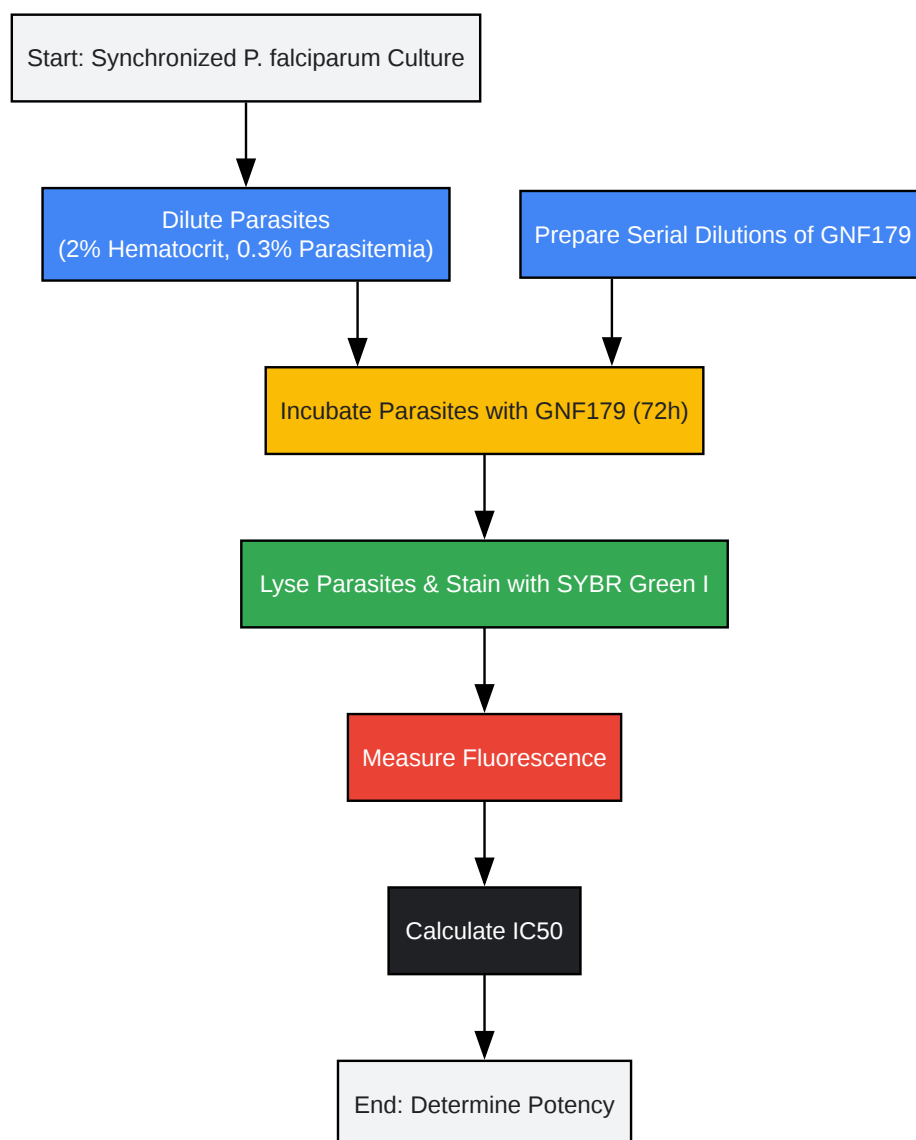 Start: Synchronized P. falciparum Culture
Dilute Parasites
(2% Hematocrit, 0.3% Parasitemia)
Prepare Serial Dilutions of GNF179
Incubate Parasites with GNF179 (72h)
Lyse Parasites & Stain with SYBR Green I
Measure Fluorescence
Calculate IC50
End: Determine Potency